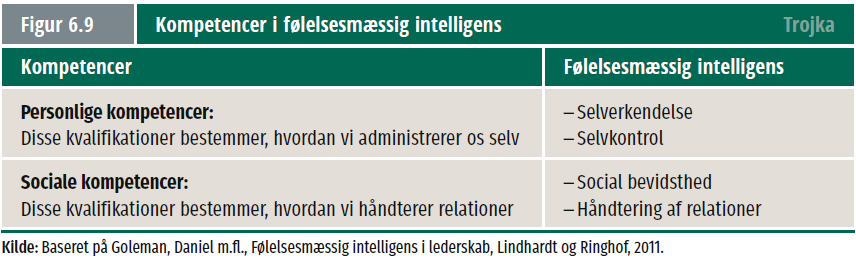 Figur 6.9 Kompetencer i følelsesmæssig intelligens Trojka
Kompetencer Følelsesmæssig intelligens
Personlige kompetencer: – Selverkendelse
Disse kvalifikationer bestemmer, hvordan vi administrerer os selv – Selvkontrol
Sociale kompetencer: – Social bevidsthed
Disse kvalifikationer bestemmer, hvordan vi håndterer relationer – Håndtering af relationer
Kilde: Baseret på Goleman, Daniel m.fl., Følelsesmæssig intelligens i lederskab, Lindhardt og Ringhof, 2011.